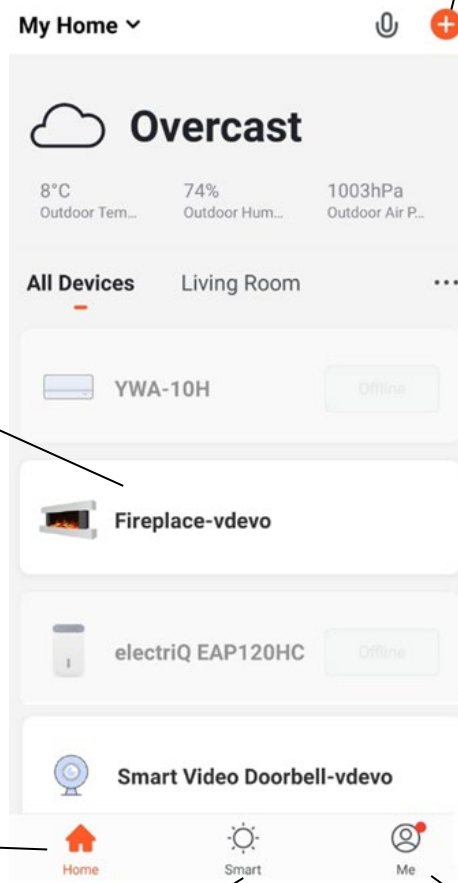 My Home
Overcast
8°C 74% 1003hPa
Outdoor Tem... Outdoor Hum... Outdoor Air P...
All Devices Living Room
YWA-10H Offline
Fireplace-vdevo
electriQ EAP120HC Offline
Smart Video Doorbell-vdevo
Home Smart Me